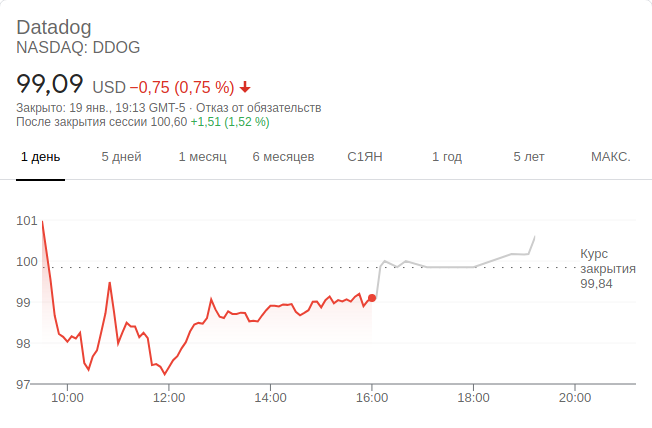 Datadog
NASDAQ: DDOG
99,09 USD −0,75 (0,75 %)
Закрыто: 19 янв., 19:13 GMT-5 · Отказ от обязательств
После закрытия сессии 100,60 +1,51 (1,52 %)
1 день 5 дней 1 месяц 6 месяцев С1ЯН 1 год 5 лет МАКС.
101
100
99
98
97
Курс
закрытия
99,84
10:00 12:00 14:00 16:00 18:00 20:00